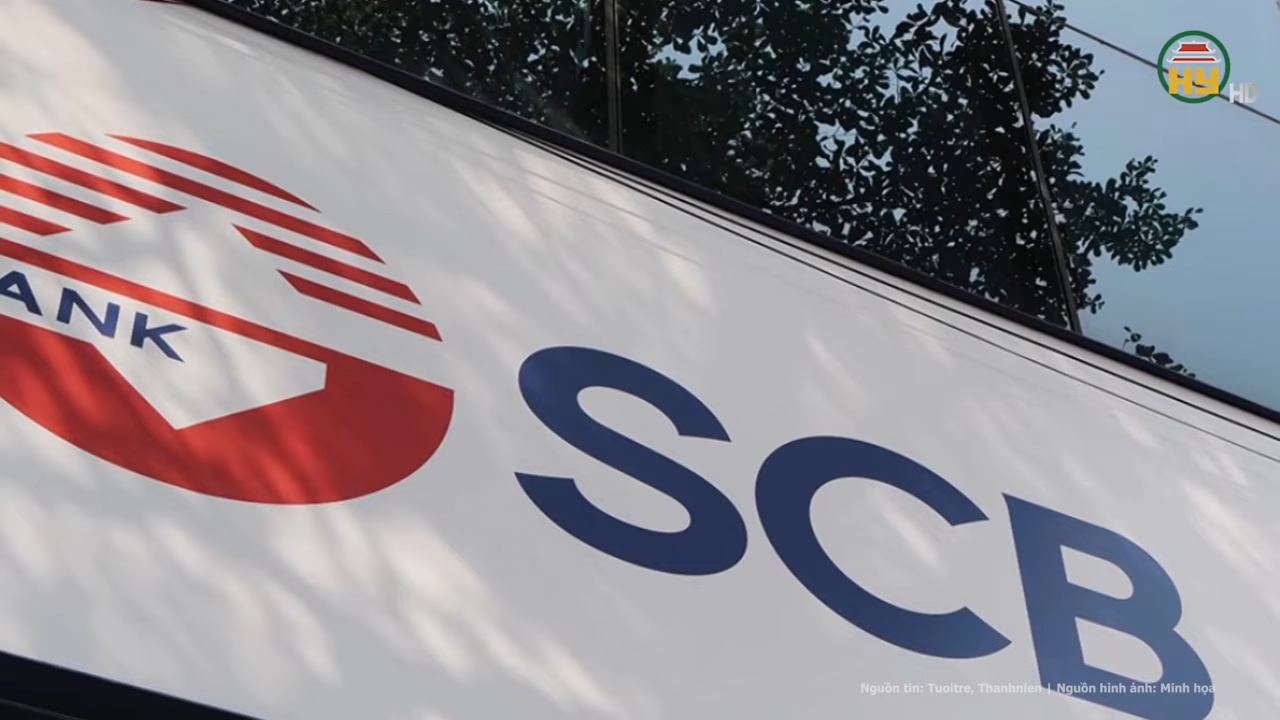 HY HD
ANK
SCB
Nguồn tin: Tuoitre, Thanhnien | Nguồn hình ảnh: Minh họa